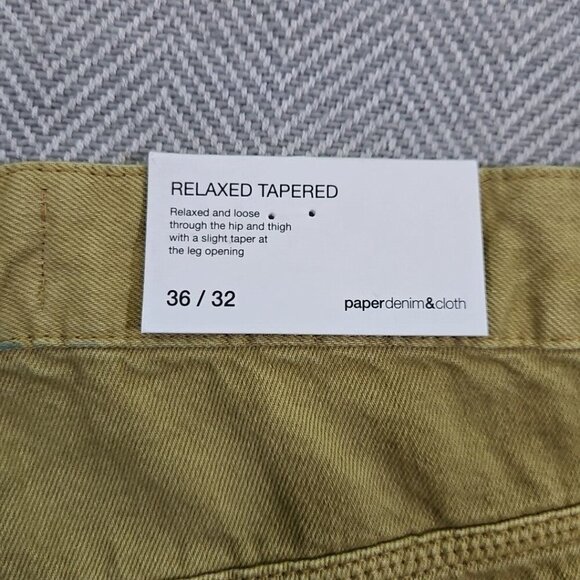 RELAXED TAPERED
Relaxed and loose
through the hip and thigh
with a slight taper at
the leg opening
36 / 32
paperdenim&cloth